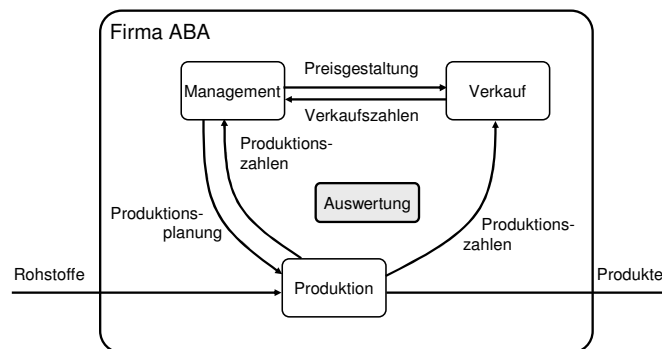 Firma ABA
Preisgestaltung
Management
Verkauf
Verkaufszahlen
Produktions-
zahlen
Auswertung
Produktions-
planung
Produktions-
zahlen
Rohstoffe
Produktion
Produkte